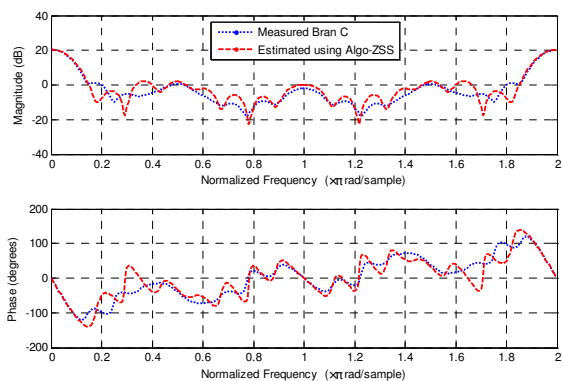 40
20
0
-20
40
Magnitude (dB)
Measured Bran C
Estimated using Algo-ZSS
0 0.2 0.4 0.6 0.8 1 1.2 1.4 1.6 1.8 2
Normalized Frequency (×π rad/sample)
200
100
0
-100
-200
Phase (degrees)
0 0.2 0.4 0.6 0.8 1 1.2 1.4 1.6 1.8 2
Normalized Frequency (×π rad/sample)